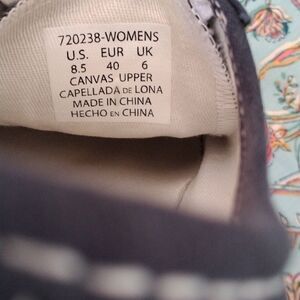 720238-WOMENS
U.S. EUR UK
8.5 40 6
CANVAS UPPER
CAPELLADA DE LONA
MADE IN CHINA
HECHO EN CHINA